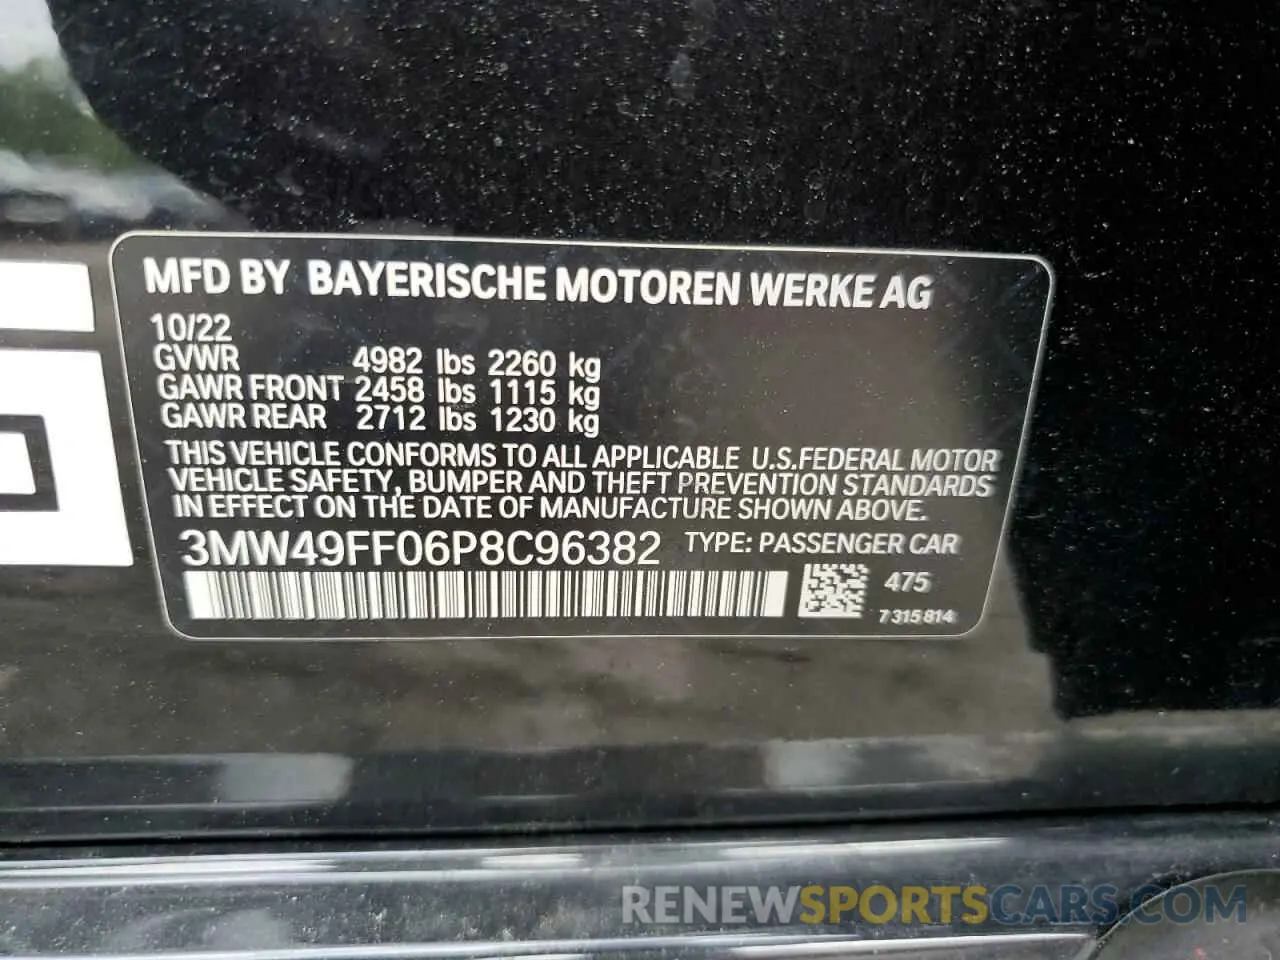 MFD BY BAYERISCHE MOTOREN WERKE AG
10/22
GVWR 4982 lbs 2260 kg
GAWR FRONT 2458 lbs 1115 kg
GAWR REAR 2712 lbs 1230 kg
THIS VEHICLE CONFORMS TO ALL APPLICABLE U.S.FEDERAL MOTOR
VEHICLE SAFETY, BUMPER AND THEFT PREVENTION STANDARDS
IN EFFECT ON THE DATE OF MANUFACTURE SHOWN ABOVE.
3MW49FF06P8C96382 TYPE: PASSENGER CAR
475
7 315 814
RENEWSPORTSCARS.COM